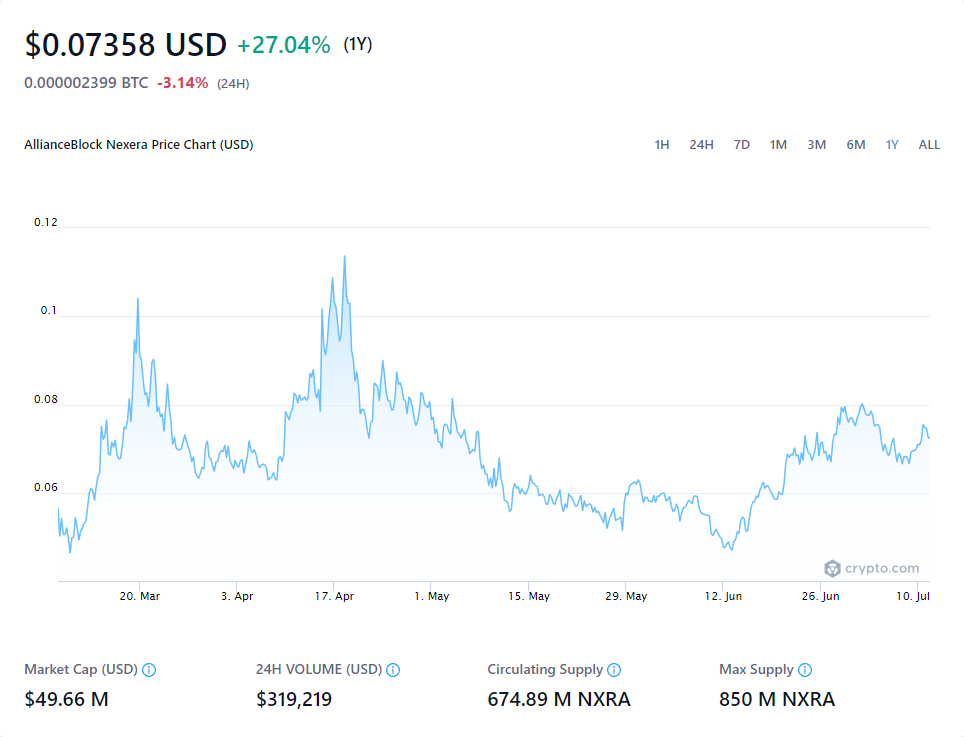 $0.07358 USD +27.04% (1Y)
0.000002399 BTC -3.14% (24H)
AllianceBlock Nexera Price Chart (USD) 1H 24H 7D 1M 3M 6M 1Y ALL
0.12
0.1
0.08
0.06
crypto.com
20. Mar 3. Apr 17. Apr 1. May 15. May 29. May 12. Jun 26. Jun 10. Jul
Market Cap (USD) 24H VOLUME (USD) Circulating Supply Max Supply
$49.66 M $319,219 674.89 M NXRA 850 M NXRA